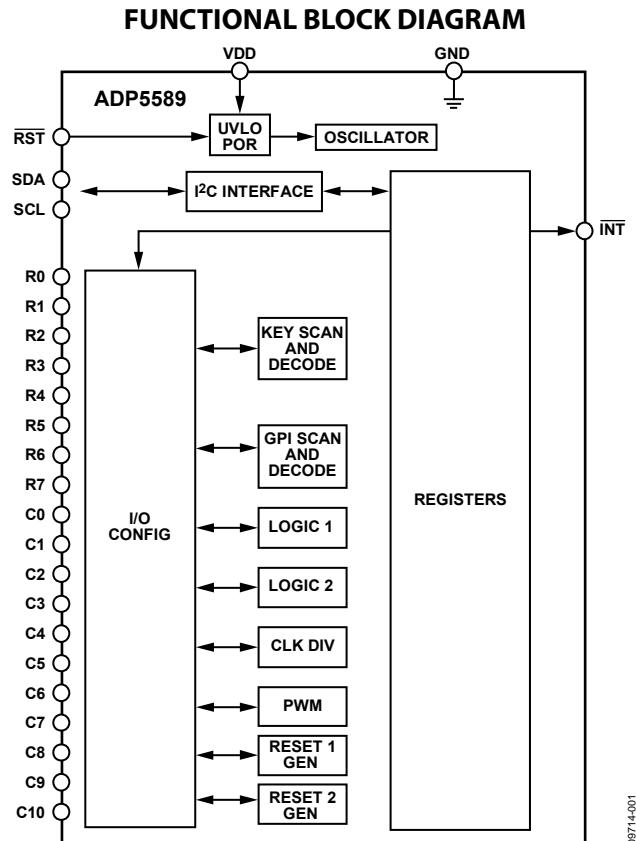 FUNCTIONAL BLOCK DIAGRAM
VDD
GND
ADP5589
RST
UVLO
POR
OSCILLATOR
SDA
SCL
I2C INTERFACE
INT
R0
R1
R2
R3
R4
R5
R6
R7
C0
C1
C2
C3
C4
C5
C6
C7
C8
C9
C10
I/O
CONFIG
KEY SCAN
AND
DECODE
GPI SCAN
AND
DECODE
LOGIC 1
LOGIC 2
CLK DIV
PWM
RESET 1
GEN
RESET 2
GEN
REGISTERS
09714-001